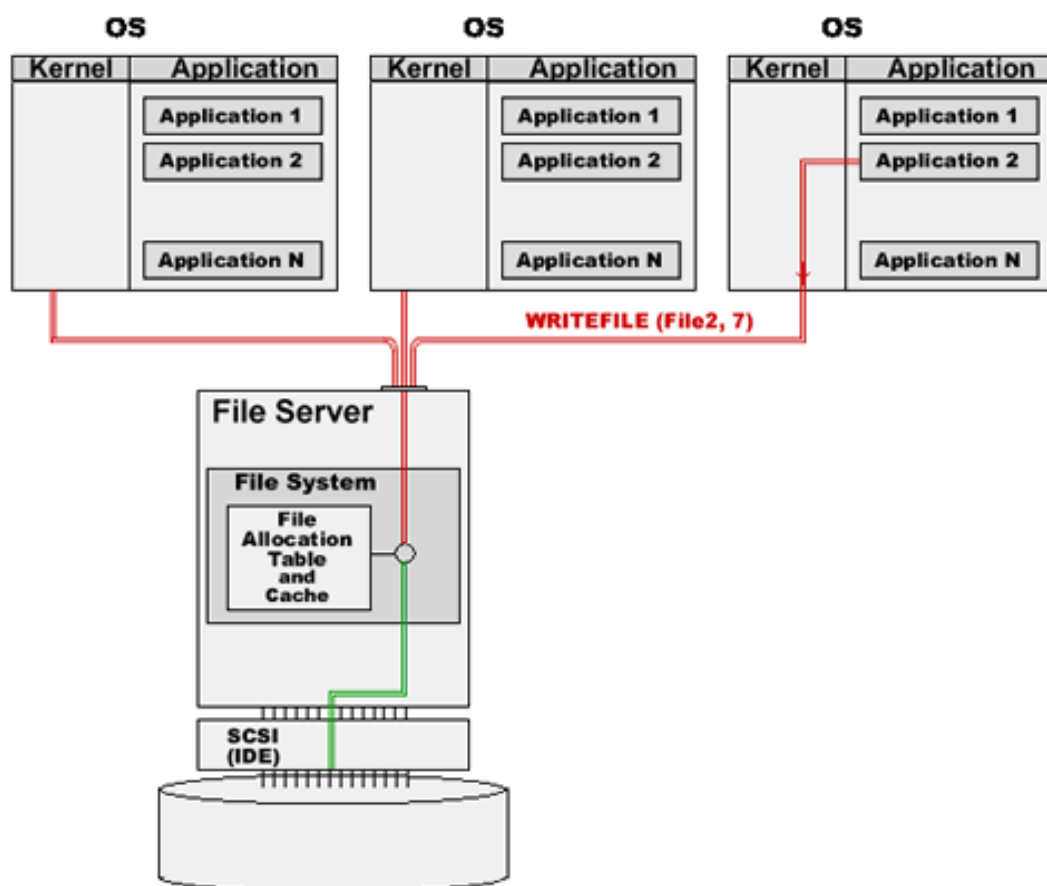 OS
OS
OS
Kernel
Application
Kernel
Application
Kernel
Application
Application 1
Application 1
Application 1
Application 2
Application 2
Application 2
Application N
Application N
Application N
WRITEFILE (File2, 7)
File Server
File System
File
Allocation
Table
and
Cache
SCSI
(IDE)